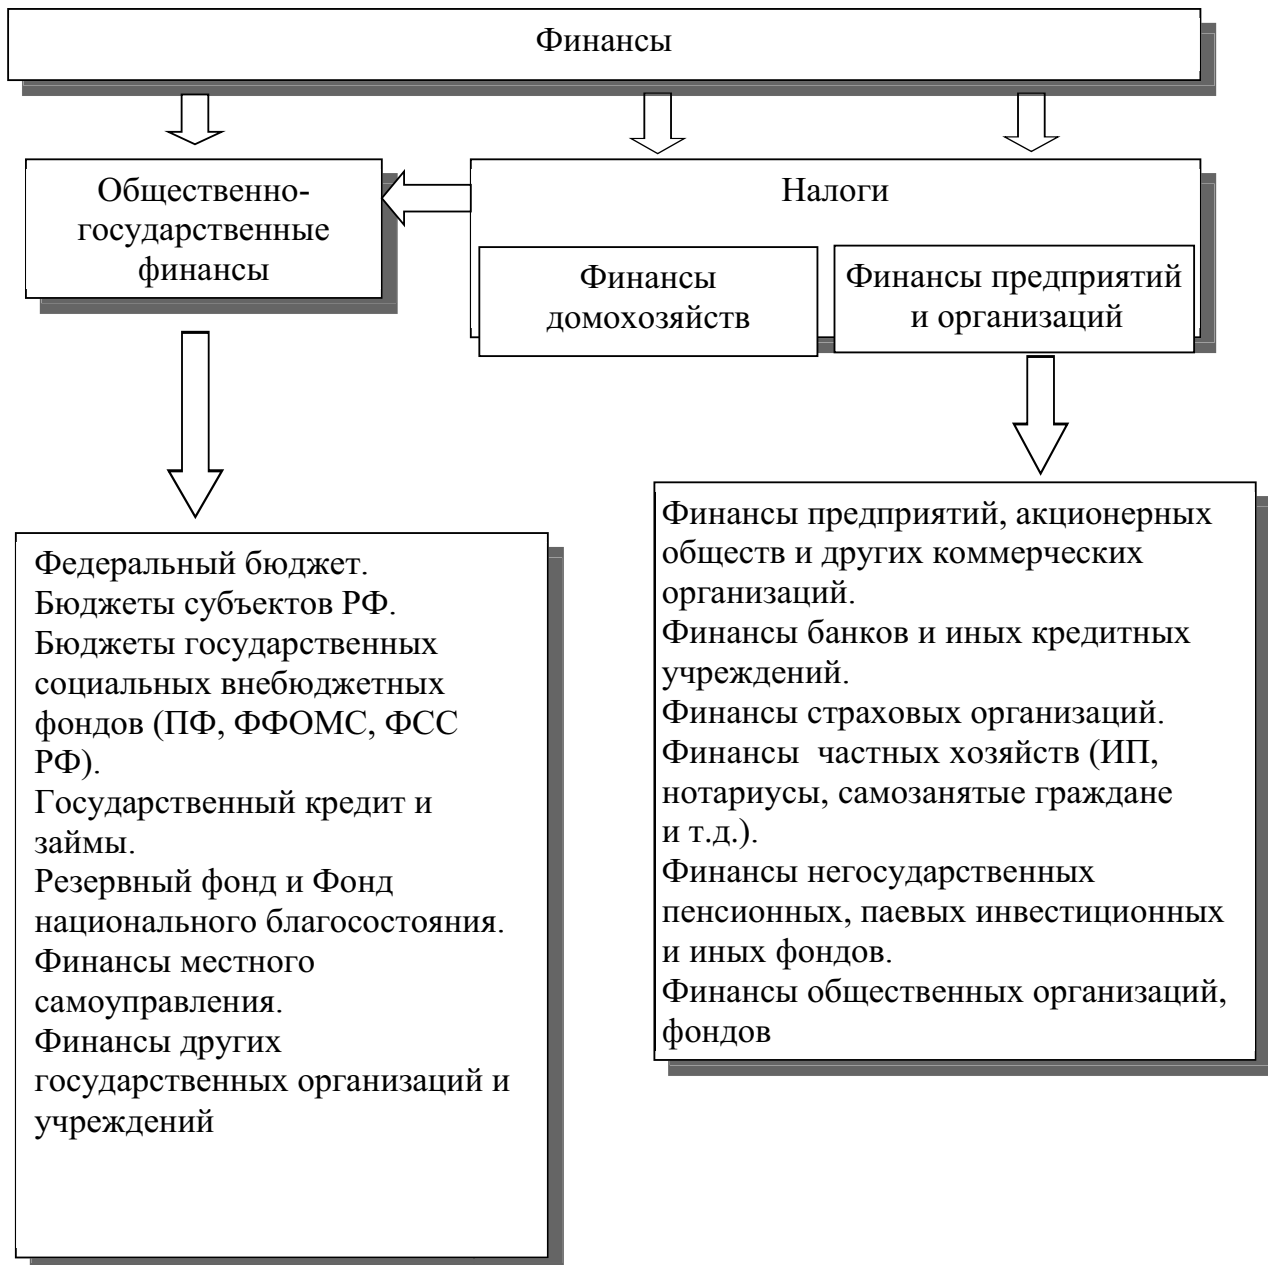 Финансы
Общественно-
государственные
финансы
Налоги
Финансы
домохозяйств
Финансы предприятий
и организаций
Федеральный бюджет.
Бюджеты субъектов РФ.
Бюджеты государственных
социальных внебюджетных
фондов (ПФ, ФФОМС, ФСС
РФ).
Государственный кредит и
займы.
Резервный фонд и Фонд
национального благосостояния.
Финансы местного
самоуправления.
Финансы других
государственных организаций и
учреждений
Финансы предприятий, акционерных
обществ и других коммерческих
организаций.
Финансы банков и иных кредитных
учреждений.
Финансы страховых организаций.
Финансы  частных хозяйств (ИП,
нотариусы, самозанятые граждане
и т.д.).
Финансы негосударственных
пенсионных, паевых инвестиционных
и иных фондов.
Финансы общественных организаций,
фондов